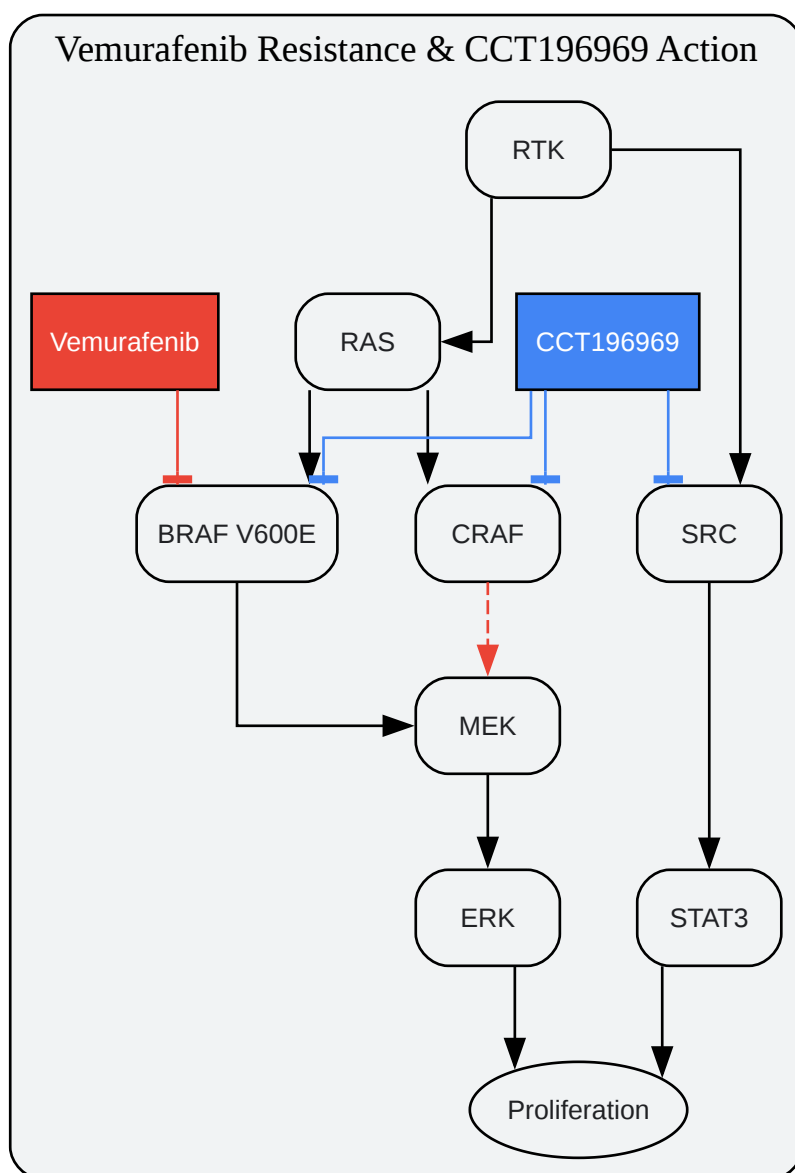 Vemurafenib Resistance & CCT196969 Action
RTK
Vemurafenib
RAS
CCT196969
BRAF V600E
CRAF
SRC
MEK
ERK
STAT3
Proliferation